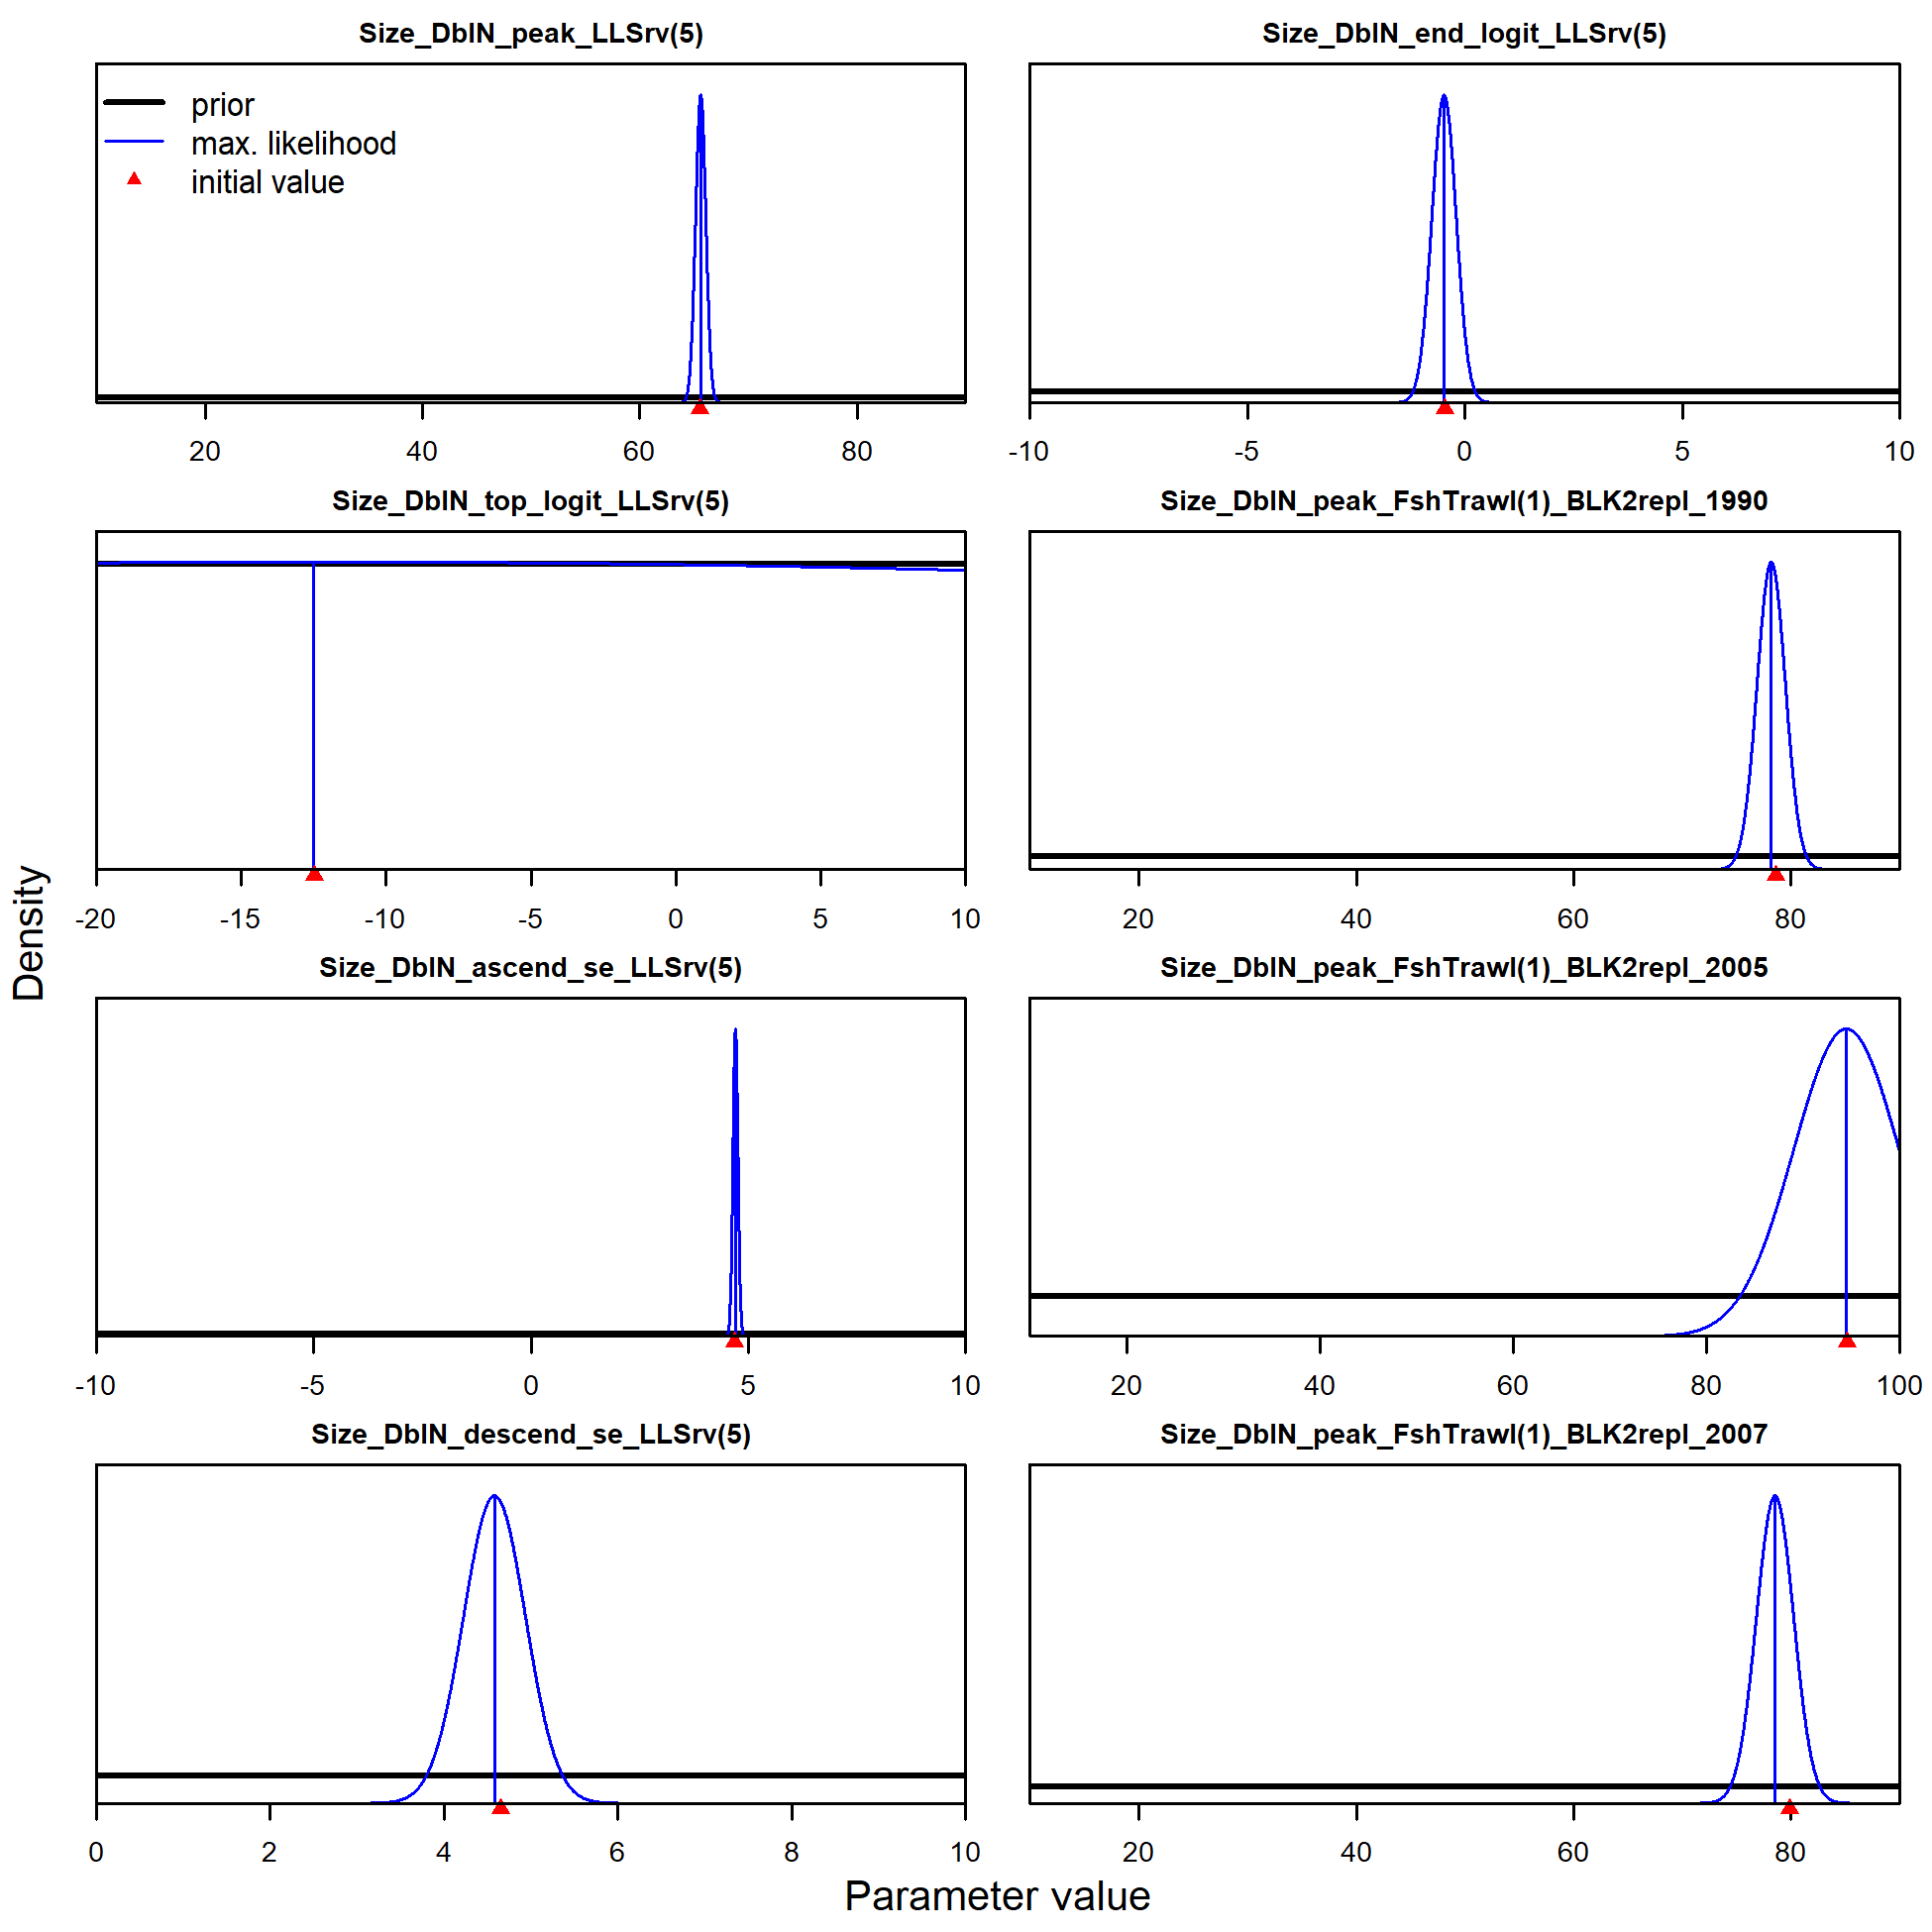 Size_DblN_peak_LLSrv(5)
prior
max. likelihood
initial value
20 40 60 80
Size_DblN_end_logit_LLSrv(5)
-10 -5 0 5 10
Size_DblN_top_logit_LLSrv(5)
-20 -15 -10 -5 0 5 10
Size_DblN_peak_FshTrawl(1)_BLK2repl_1990
20 40 60 80
Size_DblN_ascend_se_LLSrv(5)
-10 -5 0 5 10
Size_DblN_peak_FshTrawl(1)_BLK2repl_2005
20 40 60 80 100
Size_DblN_descend_se_LLSrv(5)
0 2 4 6 8 10
Size_DblN_peak_FshTrawl(1)_BLK2repl_2007
20 40 60 80
Density
Parameter value